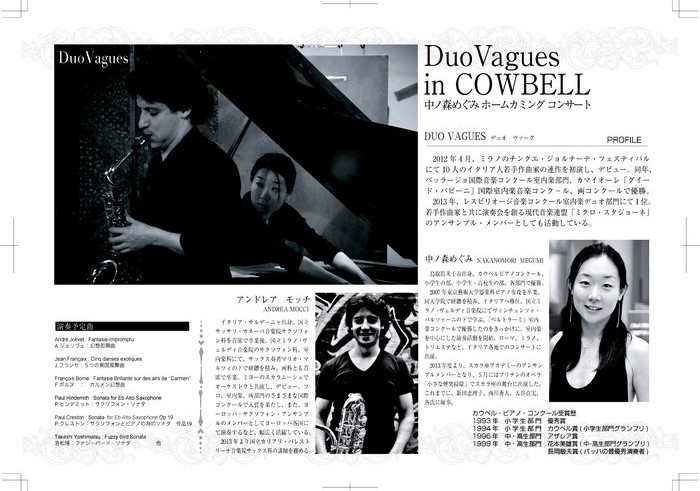 DuoVagues
DuoVagues
in COWBELL
中ノ森めぐみ ホームカミング コンサート
DUO VAGUES デュオ ヴァーグ
PROFILE
2012年4月、ミラノのチンクエ・ジョルナーテ・フェスティバル
にて10人のイタリア人若手作曲家の連作を初演し、デビュー。同年、
ベッラージョ国際音楽コンクール室内楽部門、カマイオーレ「グイー
ド・パピーニ」国際室内楽音楽コンクール、両コンクールで優勝。
2013年、レスピリオージ音楽コンクール室内楽デュオ部門にて1位。
若手作曲家と共に演奏会を創る現代音楽連盟「ミクロ・スタジョーネ」
のアンサンブル・メンバーとしても活動している。
中ノ森めぐみ NAKANOMORI MEGUMI
鳥取県米子市出身。カウベルピアノコンクール、
小学生の部、中学生・高校生の部、各部門で優勝。
2007年東京藝術大学器楽科ピアノ専攻を卒業。
同大学院で研鑽を積み、イタリアへ移住。国立ミ
ラノ・ヴェルディ音楽院にてヴィンチェンツォ・
バルツァーニの下で学ぶ。「ペルトラーミ」室内
楽コンクールで優勝したのをきっかけに、室内楽
を中心にした演奏活動を開始。ローマ、ミラノ、
トリエステなど、イタリア各地でのコンサートに
出演。
2013年度より、スカラ座アカデミーのアンサン
ブルメンバーとなり、5月にはブリテンのオペラ
「小さな煙突掃除」でスカラ座の舞台に出演した。
これまでに、新田恵理子、西川秀人、大谷真美、
各氏に師事。
カウベル・ピアノ・コンクール受賞歴
1993年 小学生部門 優秀賞
1994年 小学生部門 カウベル賞(小学生部門グランプリ)
1996年 中・高生部門 アザレア賞
1999年 中・高生部門 花本美雄賞(中・高生部門グランプリ)
長岡敏夫賞(バッハの最優秀演奏者)
アンドレア モッチ
ANDREA MOCCI
イタリア・サルデーニャ出身。国立
サッサリ・カネーパ音楽院サクソフォ
ン科を首席で卒業後、国立ミラノ・ヴ
ェルディ音楽院のサクソフォン科、室
内楽科にて、サックス奏者マリオ・マ
ルツィの下で研鑽を積み、両科とも首
席で卒業。ミヨーのスカラムーシュで
オーケストラと共演し、デビュー。ソ
ロ、室内楽、両部門のさまざまな国際
コンクールで入賞を果たし、また、ヨ
ーロッパ・サクソフォン・アンサンブ
ルのメンバーとしてヨーロッパ各国に
て演奏するなど、幅広く活躍している。
2013年より国立カリアリ・パレスト
リーナ音楽院サックス科の講師を務める。
演奏予定曲
André Jolivet : Fantaisie-Impromptu
A.ジョリヴェ：幻想即興曲
Jean Françaix : Cinq danses exotiques
J.フランセ：5つの異国風舞曲
François Borne : Fantaisie Brillante sur des airs de "Carmen"
F.ボルヌ ： カルメン幻想曲
Paul Hindemith : Sonata for Eb Alto Saxophone
P.ヒンデミット：サクソフォン・ソナタ
Paul Creston : Sonata for Eb Alto Saxophone Op.19
P.クレストン：サクソフォンとピアノの為のソナタ 作品19
Takashi Yoshimatsu : Fuzzy Bird Sonata
吉松隆：ファジーバード・ソナタ 他